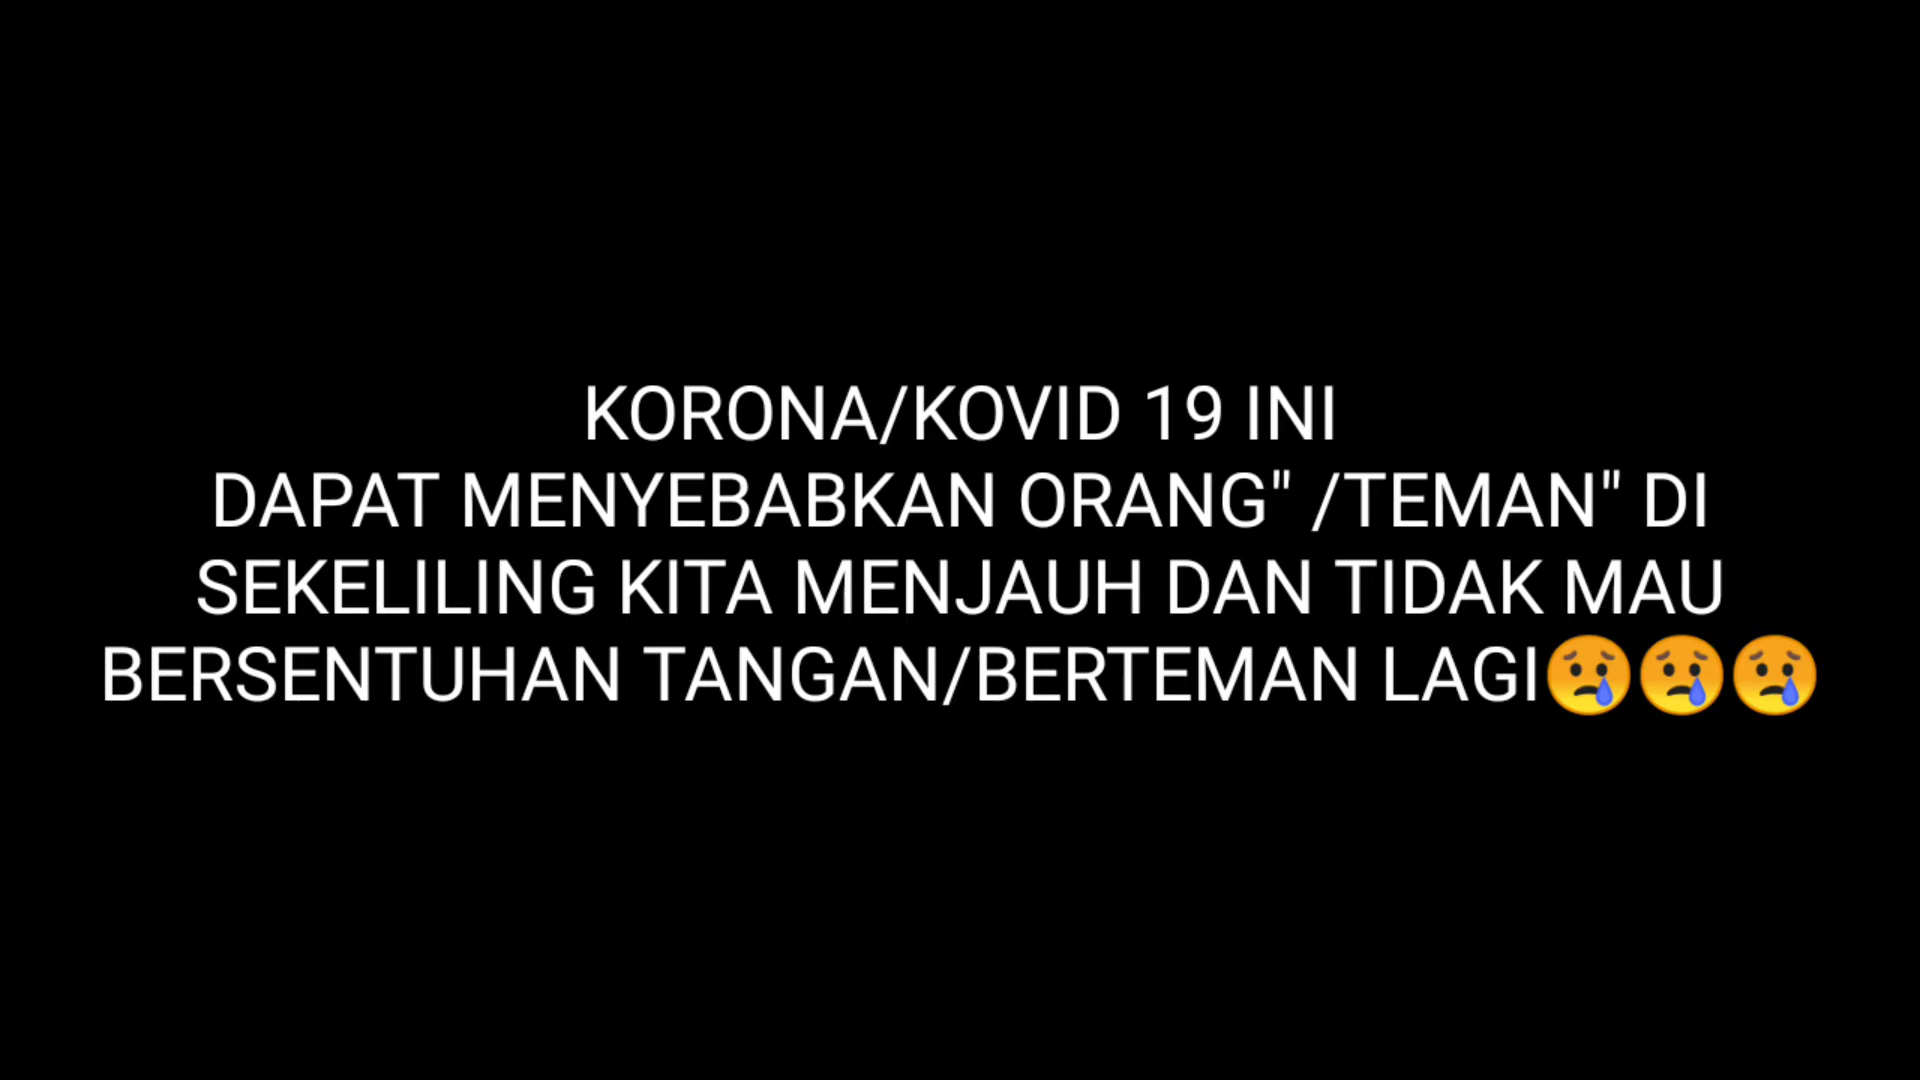 KORONA/KOVID 19 INI
DAPAT MENYEBABKAN ORANG" /TEMAN" DI
SEKELILING KITA MENJAUH DAN TIDAK MAU
BERSENTUHAN TANGAN/BERTEMAN LAGI😢😢😢